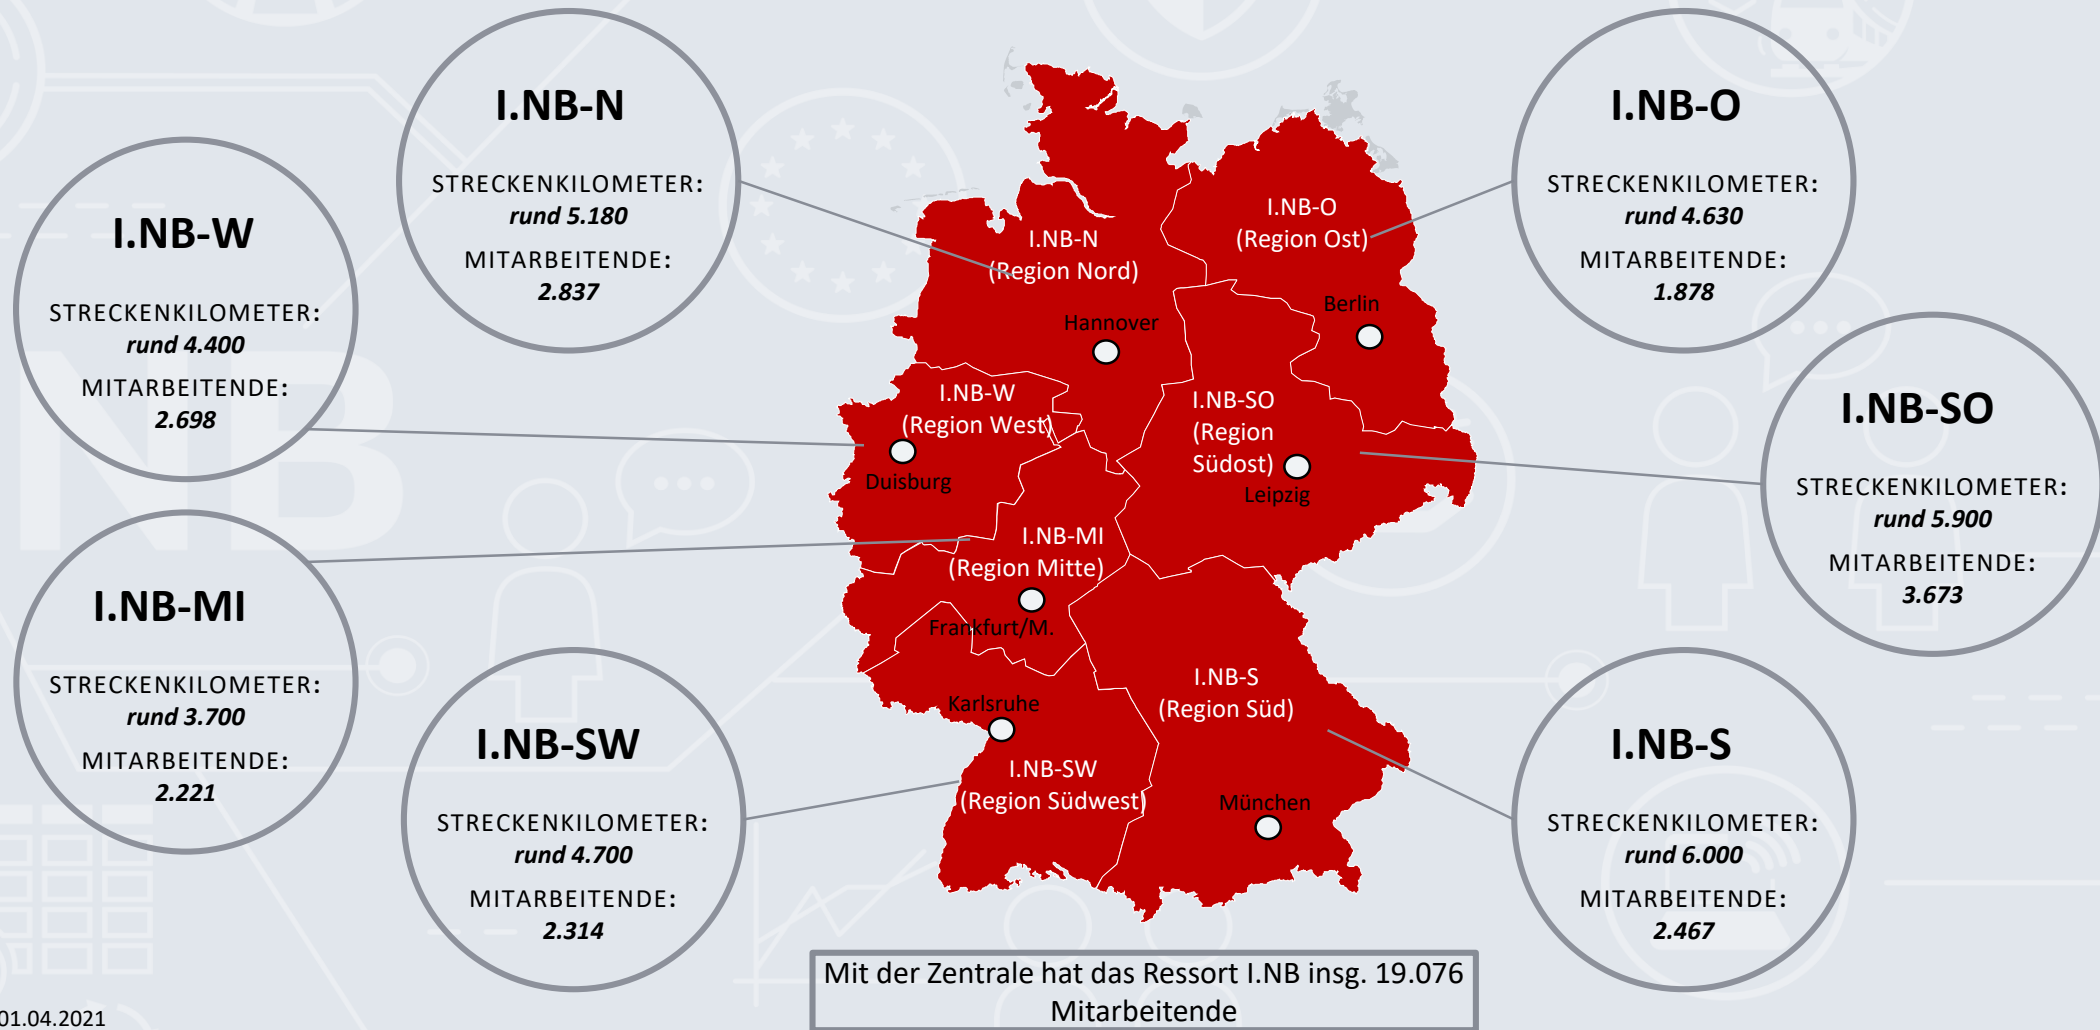 I.NB-N
STRECKENKILOMETER:
rund 5.180
MITARBEITENDE:
2.837
I.NB-O
STRECKENKILOMETER:
rund 4.630
MITARBEITENDE:
1.878
I.NB-W
STRECKENKILOMETER:
rund 4.400
MITARBEITENDE:
2.698
I.NB-SO
STRECKENKILOMETER:
rund 5.900
MITARBEITENDE:
3.673
I.NB-MI
STRECKENKILOMETER:
rund 3.700
MITARBEITENDE:
2.221
I.NB-SW
STRECKENKILOMETER:
rund 4.700
MITARBEITENDE:
2.314
I.NB-S
STRECKENKILOMETER:
rund 6.000
MITARBEITENDE:
2.467
I.NB-O
(Region Ost)
I.NB-N
(Region Nord)
Berlin
Hannover
I.NB-W
(Region West)
Duisburg
I.NB-SO
(Region
Südost)
Leipzig
I.NB-MI
(Region Mitte)
Frankfurt/M.
I.NB-S
(Region Süd)
Karlsruhe
I.NB-SW
(Region Südwest)
München
NB
Mit der Zentrale hat das Ressort I.NB insg. 19.076
Mitarbeitende
01.04.2021